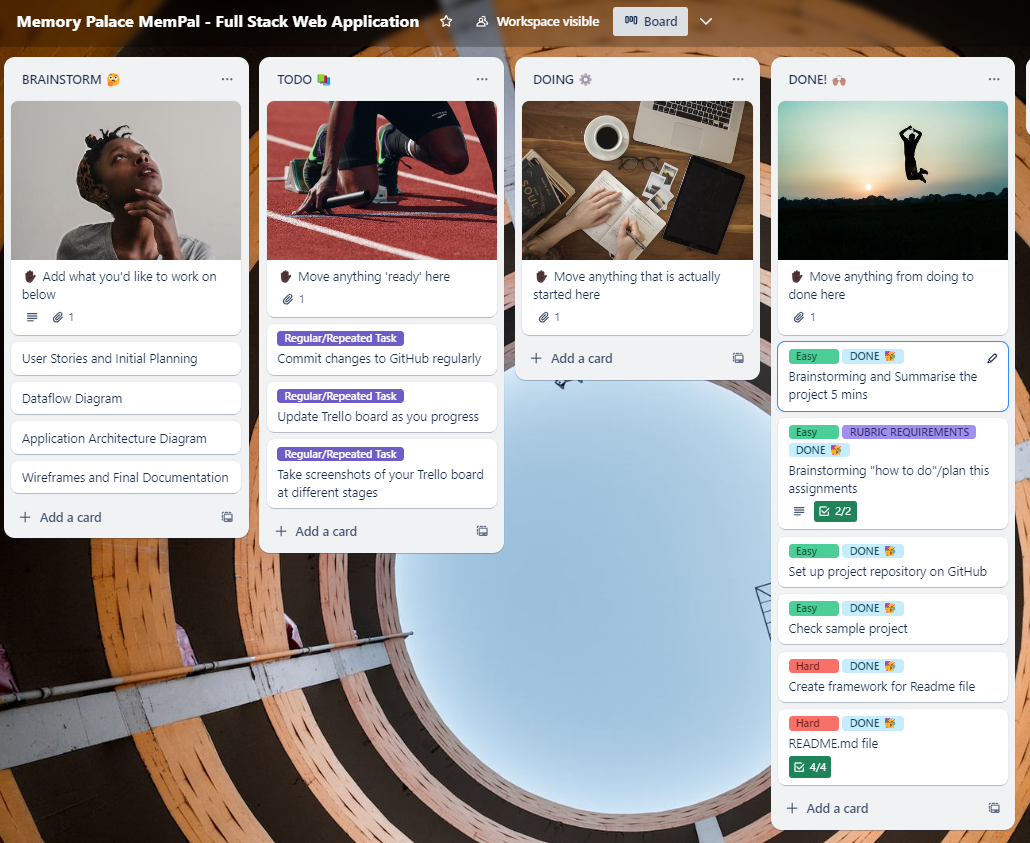 Memory Palace MemPal - Full Stack Web Application
Workspace visible
Board
BRAINSTORM 🤔
Add what you'd like to work on
below
1
User Stories and Initial Planning
Dataflow Diagram
Application Architecture Diagram
Wireframes and Final Documentation
+ Add a card
TODO 📚
Move anything 'ready' here
1
Regular/Repeated Task
Commit changes to GitHub regularly
Regular/Repeated Task
Update Trello board as you progress
Regular/Repeated Task
Take screenshots of your Trello board
at different stages
+ Add a card
DOING ⚙️
Move anything that is actually
started here
1
+ Add a card
DONE! 🙌🏽
Move anything from doing to
done here
1
Easy DONE 🎉
Brainstorming and Summarise the
project 5 mins
Easy RUBRIC REQUIREMENTS
DONE 🎉
Brainstorming "how to do"/plan this
assignments
2/2
Easy DONE 🎉
Set up project repository on GitHub
Easy DONE 🎉
Check sample project
Hard DONE 🎉
Create framework for Readme file
Hard DONE 🎉
README.md file
4/4
+ Add a card